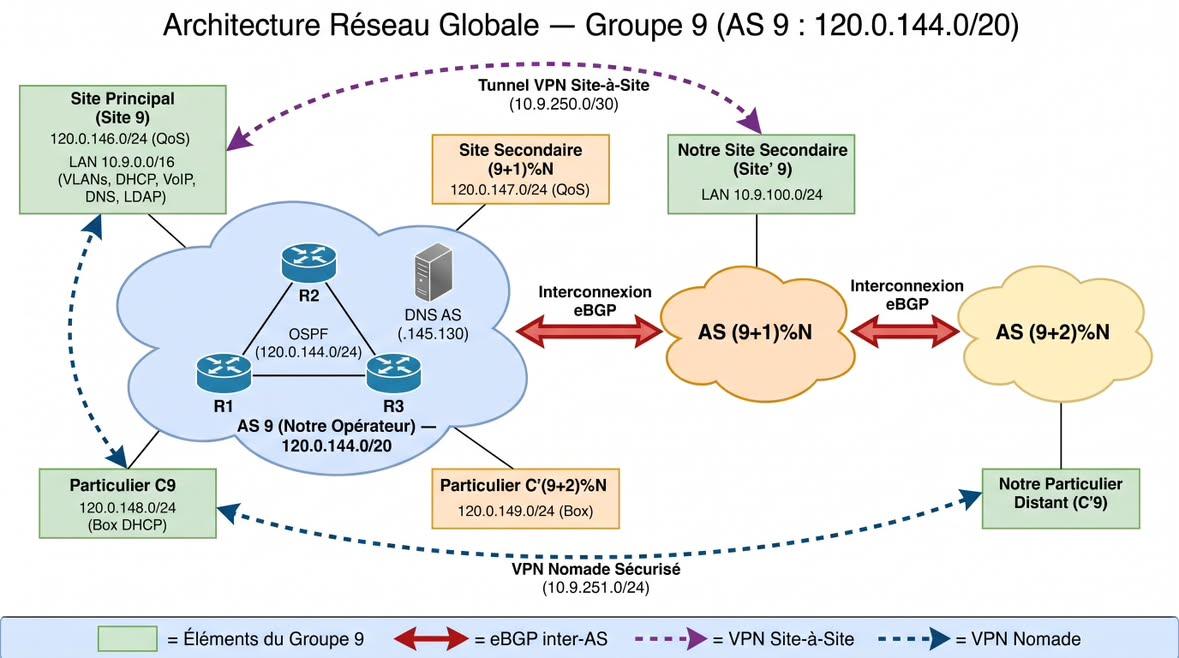 Architecture Réseau Globale — Groupe 9 (AS 9 : 120.0.144.0/20)
Site Principal
(Site 9)
120.0.146.0/24 (QoS)
LAN 10.9.0.0/16
(VLANs, DHCP, VoIP,
DNS, LDAP)
Tunnel VPN Site-à-Site
(10.9.250.0/30)
Site Secondaire
(9+1)%N
120.0.147.0/24 (QoS)
Notre Site Secondaire
(Site' 9)
LAN 10.9.100.0/24
R2
DNS AS
(.145.130)
OSPF
(120.0.144.0/24)
R1
R3
AS 9 (Notre Opérateur) —
120.0.144.0/20
Interconnexion
eBGP
AS (9+1)%N
Interconnexion
eBGP
AS (9+2)%N
Particulier C9
120.0.148.0/24
(Box DHCP)
Particulier C'(9+2)%N
120.0.149.0/24 (Box)
Notre Particulier
Distant (C'9)
VPN Nomade Sécurisé
(10.9.251.0/24)
= Éléments du Groupe 9
= eBGP inter-AS
= VPN Site-à-Site
= VPN Nomade